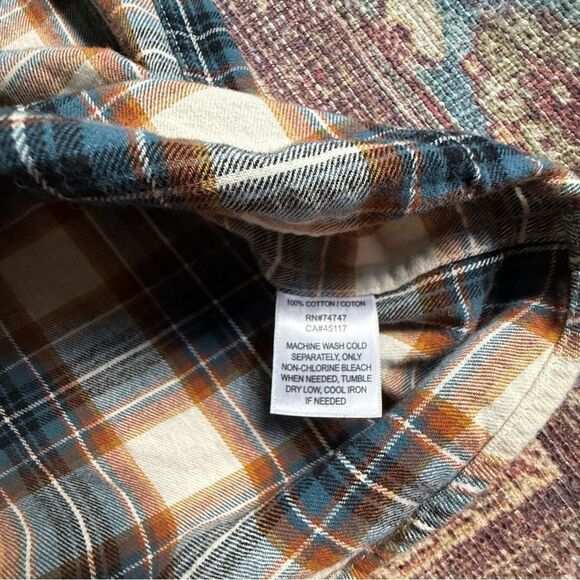 100% COTTON / CDTON
RN#74747
CA#45117
MACHINE WASH COLD
SEPARATELY, ONLY
NON-CHLORINE BLEACH
WHEN NEEDED, TUMBLE
DRY LOW, COOL IRON
IF NEEDED